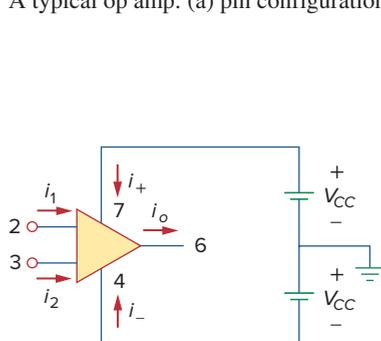 A typical op amp: (a) pin configuration
i+
+
i1
7
io
VCC
2
6
−
3
4
+
i2
i−
VCC
−